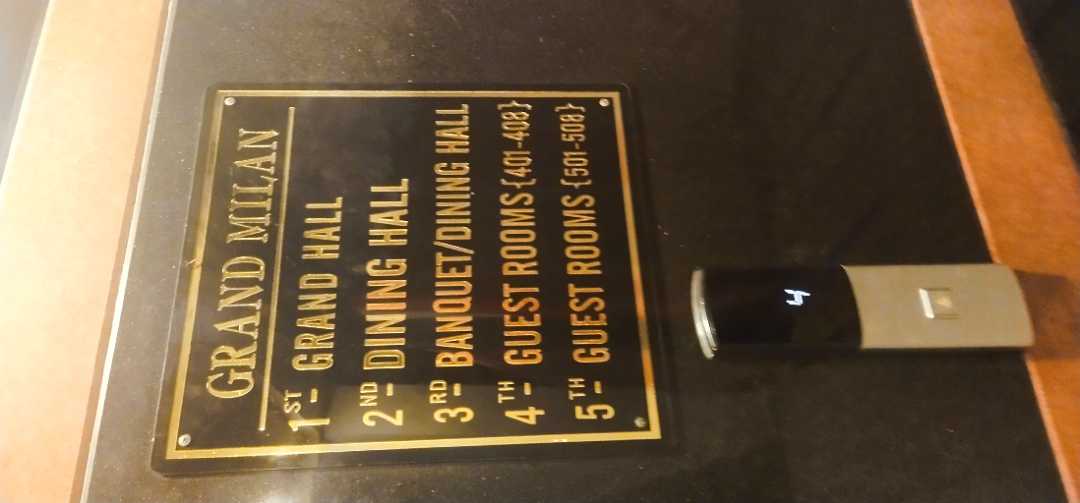 GRAND MILAN
1ST - GRAND HALL
2ND - DINING HALL
3RD - BANQUET/DINING HALL
4TH - GUEST ROOMS {401-408}
5TH - GUEST ROOMS {501-508}
4